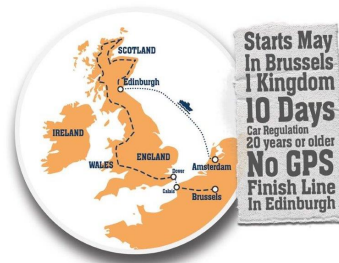 SCOTLAND
Edinburgh
IRELAND
WALES
ENGLAND
Amsterdam
Dover
Calais
Brussels
Starts May
In Brussels
1 Kingdom
10 Days
Car Regulation
20 years or older
No GPS
Finish Line
In Edinburgh